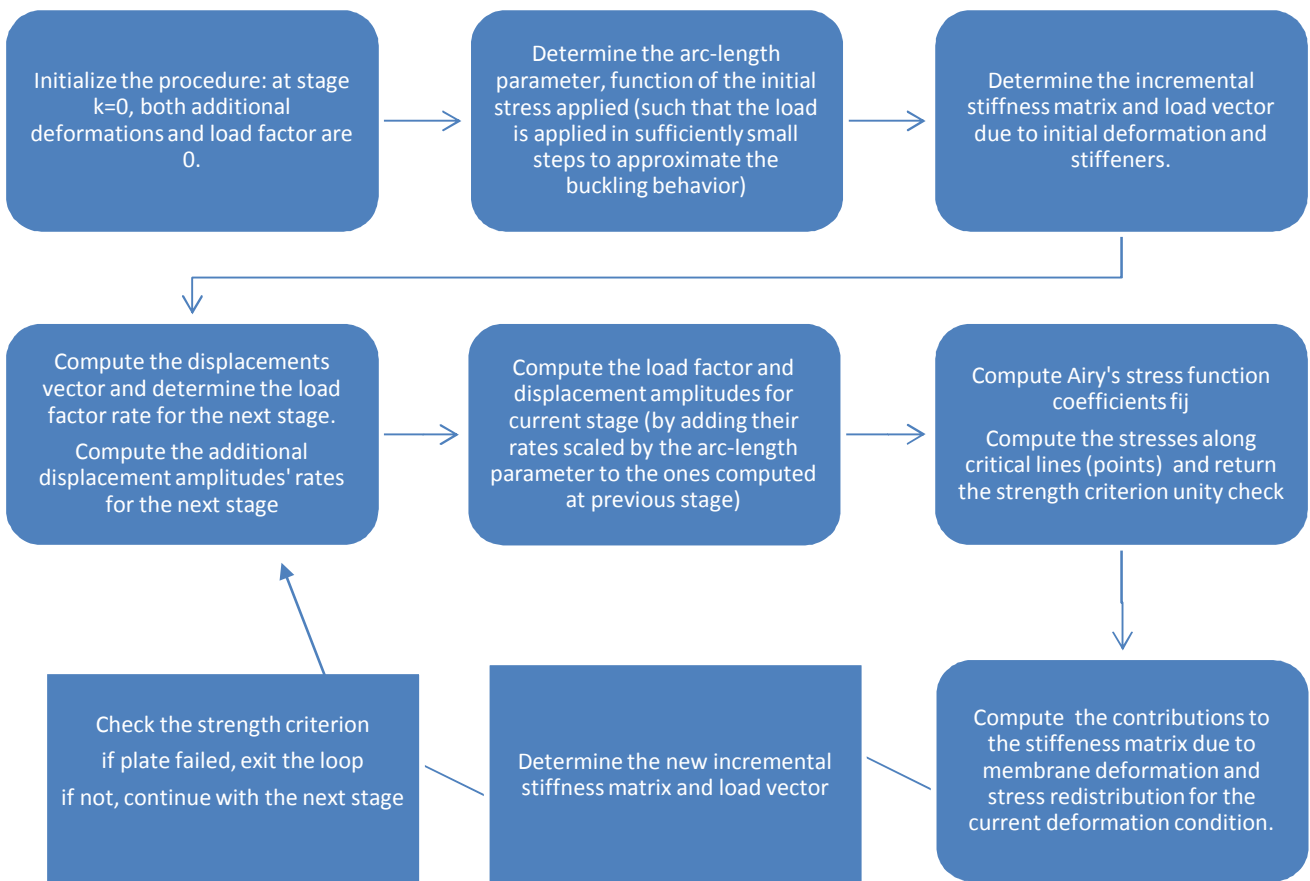 Initialize the procedure: at stage
k=0, both additional
deformations and load factor are
0.
Determine the arc-length
parameter, function of the initial
stress applied (such that the load
is applied in sufficiently small
steps to approximate the
buckling behavior)
Determine the incremental
stiffness matrix and load vector
due to initial deformation and
stiffeners.
Compute the displacements
vector and determine the load
factor rate for the next stage.
Compute the additional
displacement amplitudes' rates
for the next stage
Compute the load factor and
displacement amplitudes for
current stage (by adding their
rates scaled by the arc-length
parameter to the ones computed
at previous stage)
Compute Airy's stress function
coefficients fij
Compute the stresses along
critical lines (points) and return
the strength criterion unity check
Compute the contributions to
the stiffeness matrix due to
membrane deformation and
stress redistribution for the
current deformation condition.
Determine the new incremental
stiffness matrix and load vector
Check the strength criterion
if plate failed, exit the loop
if not, continue with the next stage